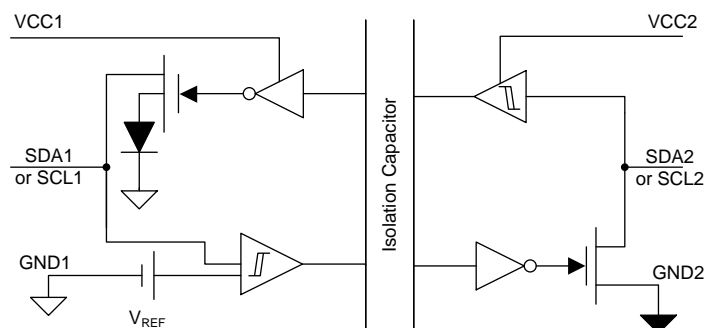 VCC1
VCC2
SDA1
or SCL1
Isolation Capacitor
SDA2
or SCL2
GND1
GND2
VREF